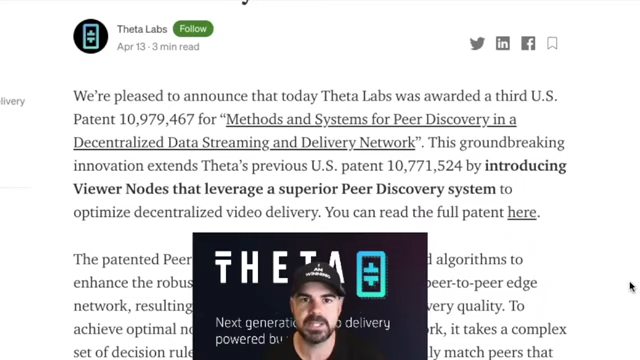 Theta Labs Follow
Apr 13 · 3 min read
elivery
We're pleased to announce that today Theta Labs was awarded a third U.S.
Patent 10,979,467 for "Methods and Systems for Peer Discovery in a
Decentralized Data Streaming and Delivery Network". This groundbreaking
innovation extends Theta's previous U.S. patent 10,771,524 by introducing
Viewer Nodes that leverage a superior Peer Discovery system to
optimize decentralized video delivery. You can read the full patent here.
The patented Peer d algorithms to
enhance the robus peer-to-peer edge
network, resulting very quality. To
achieve optimal no rk, it takes a complex
set of decision rule ly match peers that
THETA
I AM
WINNING
Next generation o delivery
powered by